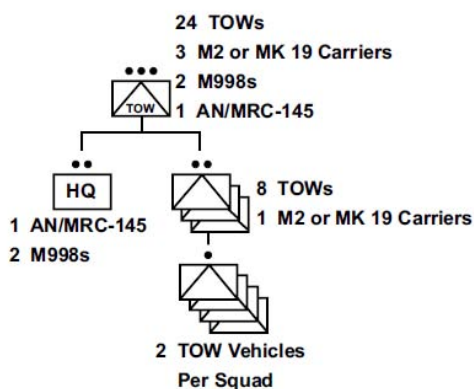 24 TOWs
3 M2 or MK 19 Carriers
2 M998s
1 AN/MRC-145
TOW
HQ
1 AN/MRC-145
2 M998s
8 TOWs
1 M2 or MK 19 Carriers
2 TOW Vehicles
Per Squad